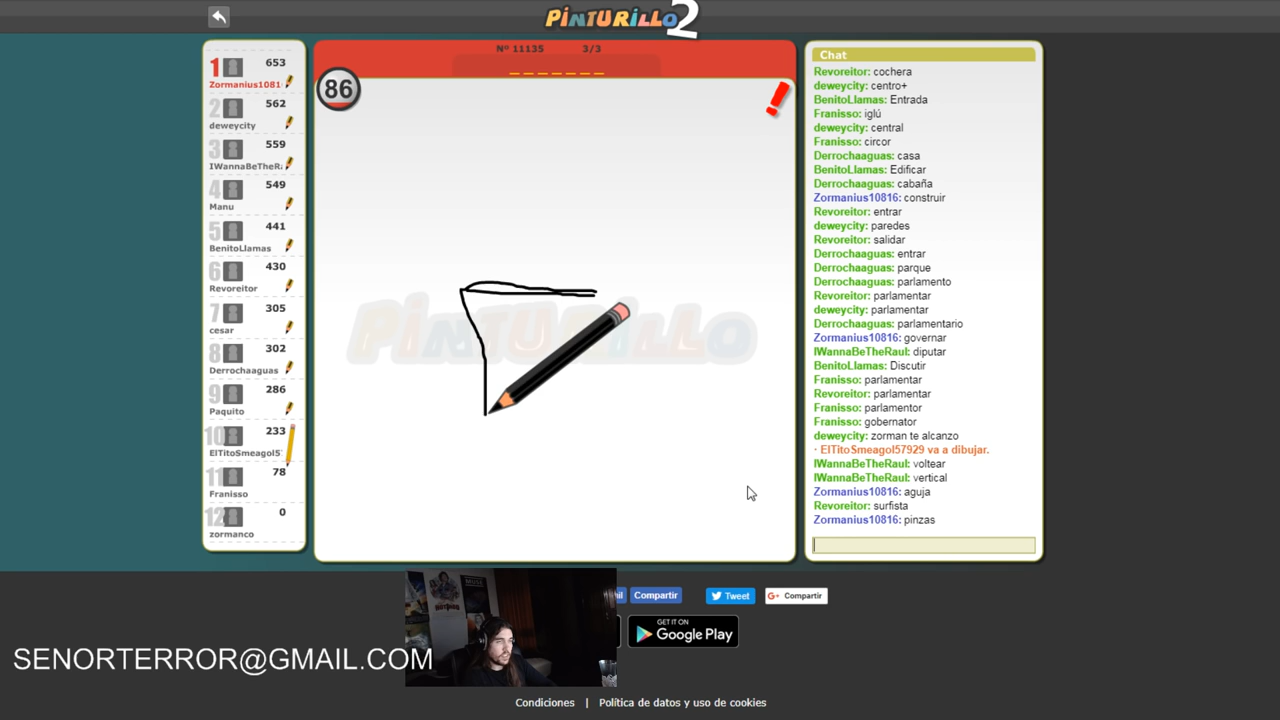 PiNTURiLLO 2
Nº 11135 3/3
_ _ _ _ _ _ _
86
PiNTURiLLO
1 653
Zormanius1081
2 562
deweycity
3 559
IWannaBeTheRa
4 549
Manu
5 441
BenitoLlamas
6 430
Revoreitor
7 305
cesar
8 302
Derrochaaguas
9 286
Paquito
10 233
ElTitoSmeagol5
11 78
Franisso
12 0
zormanco
Chat
Revoreitor: cochera
deweycity: centro+
BenitoLlamas: Entrada
Franisso: iglú
deweycity: central
Franisso: circor
Derrochaaguas: casa
BenitoLlamas: Edificar
Derrochaaguas: cabaña
Zormanius10816: construir
Revoreitor: entrar
deweycity: paredes
Revoreitor: salidar
Derrochaaguas: entrar
Derrochaaguas: parque
Derrochaaguas: parlamento
Revoreitor: parlamentar
deweycity: parlamentar
Derrochaaguas: parlamentario
Zormanius10816: governar
IWannaBeTheRaul: diputar
BenitoLlamas: Discutir
Franisso: parlamentar
Revoreitor: parlamentar
Franisso: parlamentor
Franisso: gobernator
deweycity: zorman te alcanzo
· ElTitoSmeagol57929 va a dibujar.
IWannaBeTheRaul: voltear
IWannaBeTheRaul: vertical
Zormanius10816: aguja
Revoreitor: surfista
Zormanius10816: pinzas
Compartir
Tweet
G+ Compartir
GET IT ON
Google Play
SENORTERROR@GMAIL.COM
Condiciones | Política de datos y uso de cookies